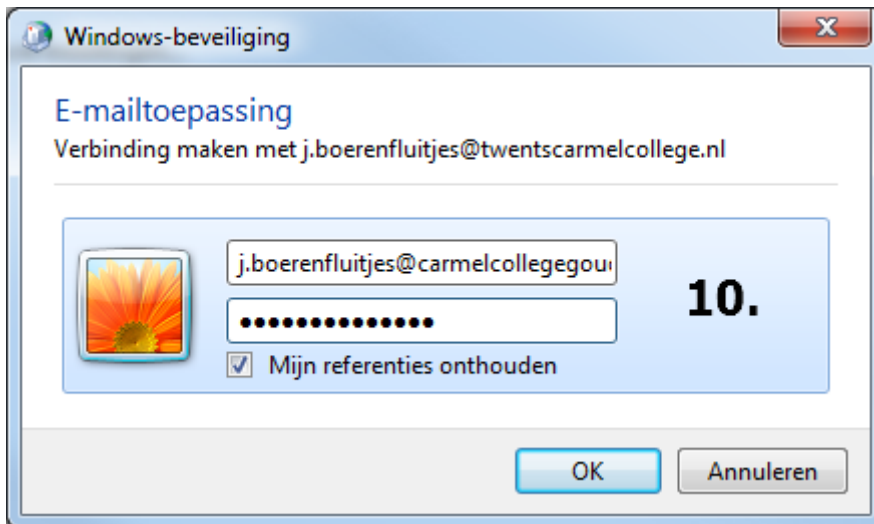 Windows-beveiliging
E-mailtoepassing
Verbinding maken met j.boerenfluitjes@twentscarmelcollege.nl
j.boerenfluitjes@carmelcollegegou
••••••••••••••
10.
Mijn referenties onthouden
OK
Annuleren